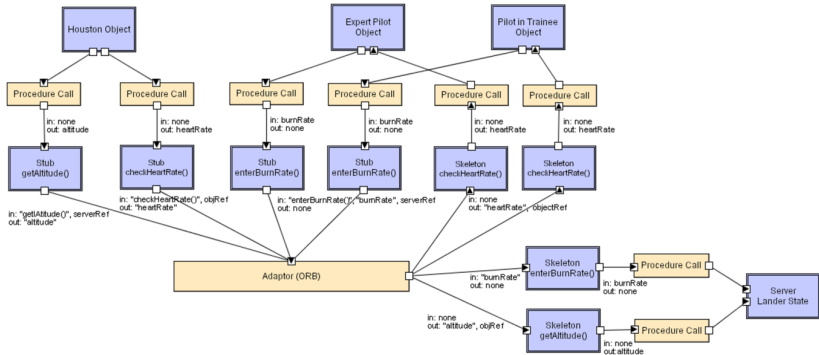 Houston Object
Expert Pilot
Object
Pilot in Trainee
Object
Procedure Call
Procedure Call
Procedure Call
Procedure Call
Procedure Call
Procedure Call
in: none
out: altitude
in: none
out: heartRate
in: burnRate
out: none
in: burnRate
out: none
in: none
out: heartRate
in: none
out: heartRate
Stub
getAltitude()
Stub
checkHeartRate()
Stub
enterBurnRate()
Stub
enterBurnRate()
Skeleton
checkHeartRate()
Skeleton
checkHeartRate()
in: "getlAtitude()", serverRef
out: "altitude"
in: "checkHeartRate()", objRef
out: "heartRate"
in: "enterBurnRate()", "burnRate", serverRef
out: none
in: none
out: "heartRate", objectRef
Adaptor (ORB)
in: "burnRate"
out: none
Skeleton
enterBurnRate()
in: burnRate
out: none
Procedure Call
Server
Lander State
in: none
out: "altitude", objRef
Skeleton
getAltitude()
in: none
out:altitude
Procedure Call